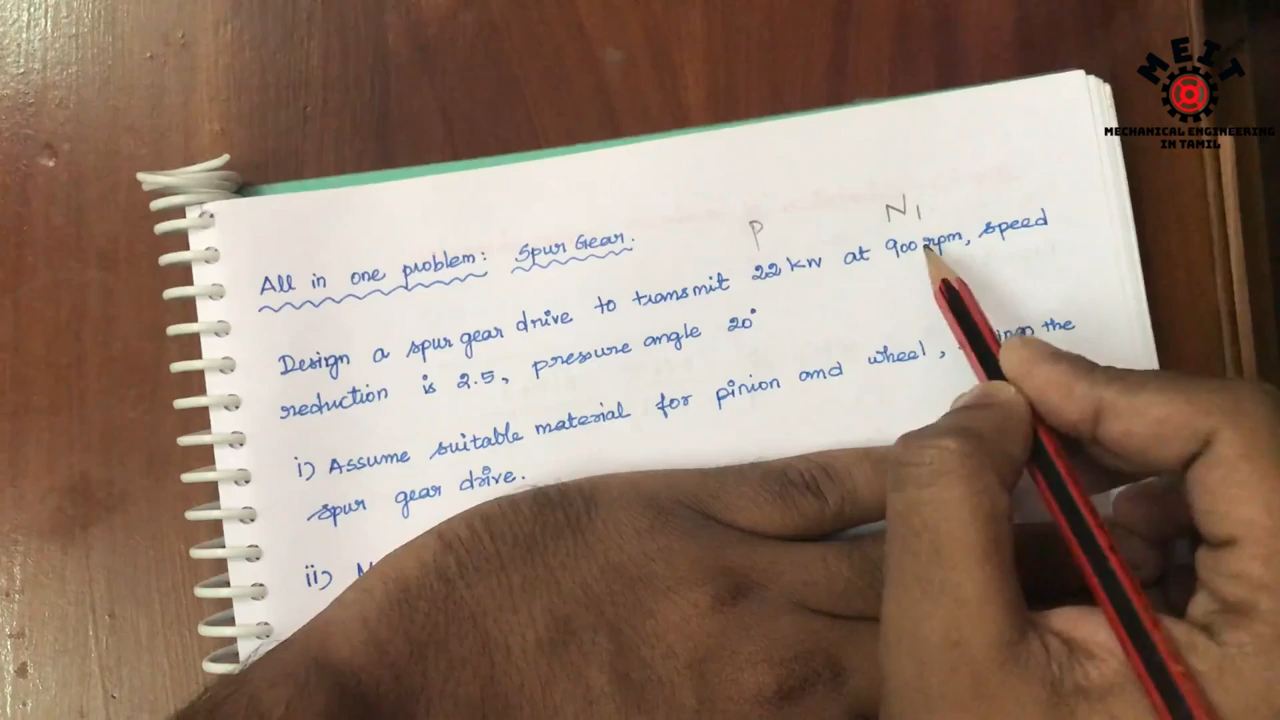 MEIT
MECHANICAL ENGINEERING
IN TAMIL
All in one problem: Spur Gear.
P N1
Design a spur gear drive to transmit 22 kw at 900 rpm, speed
reduction is 2.5, pressure angle 20°
i) Assume suitable material for pinion and wheel, the
spur gear drive.
ii)